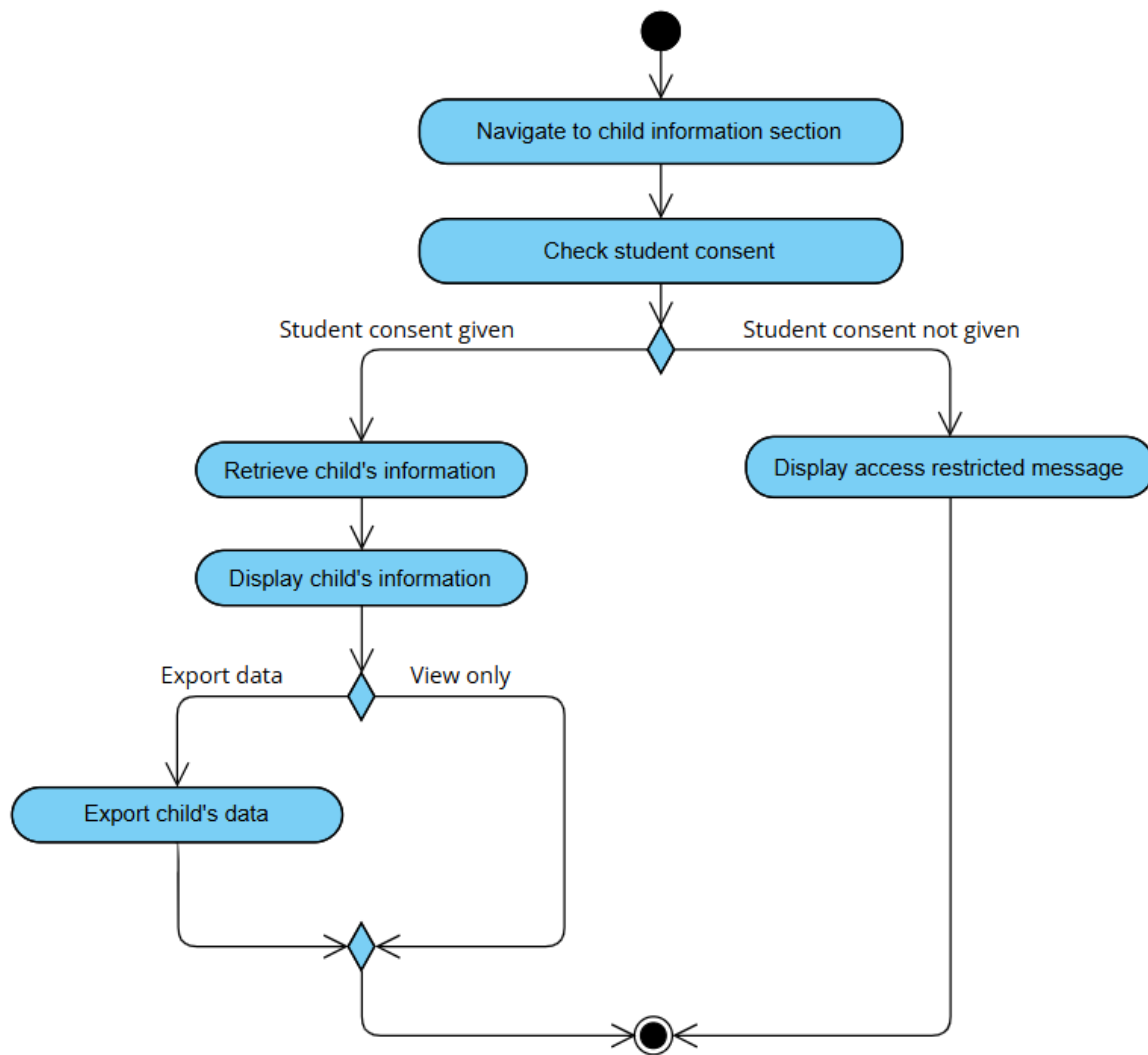 Navigate to child information section
Check student consent
Student consent given
Student consent not given
Retrieve child's information
Display access restricted message
Display child's information
Export data
View only
Export child's data